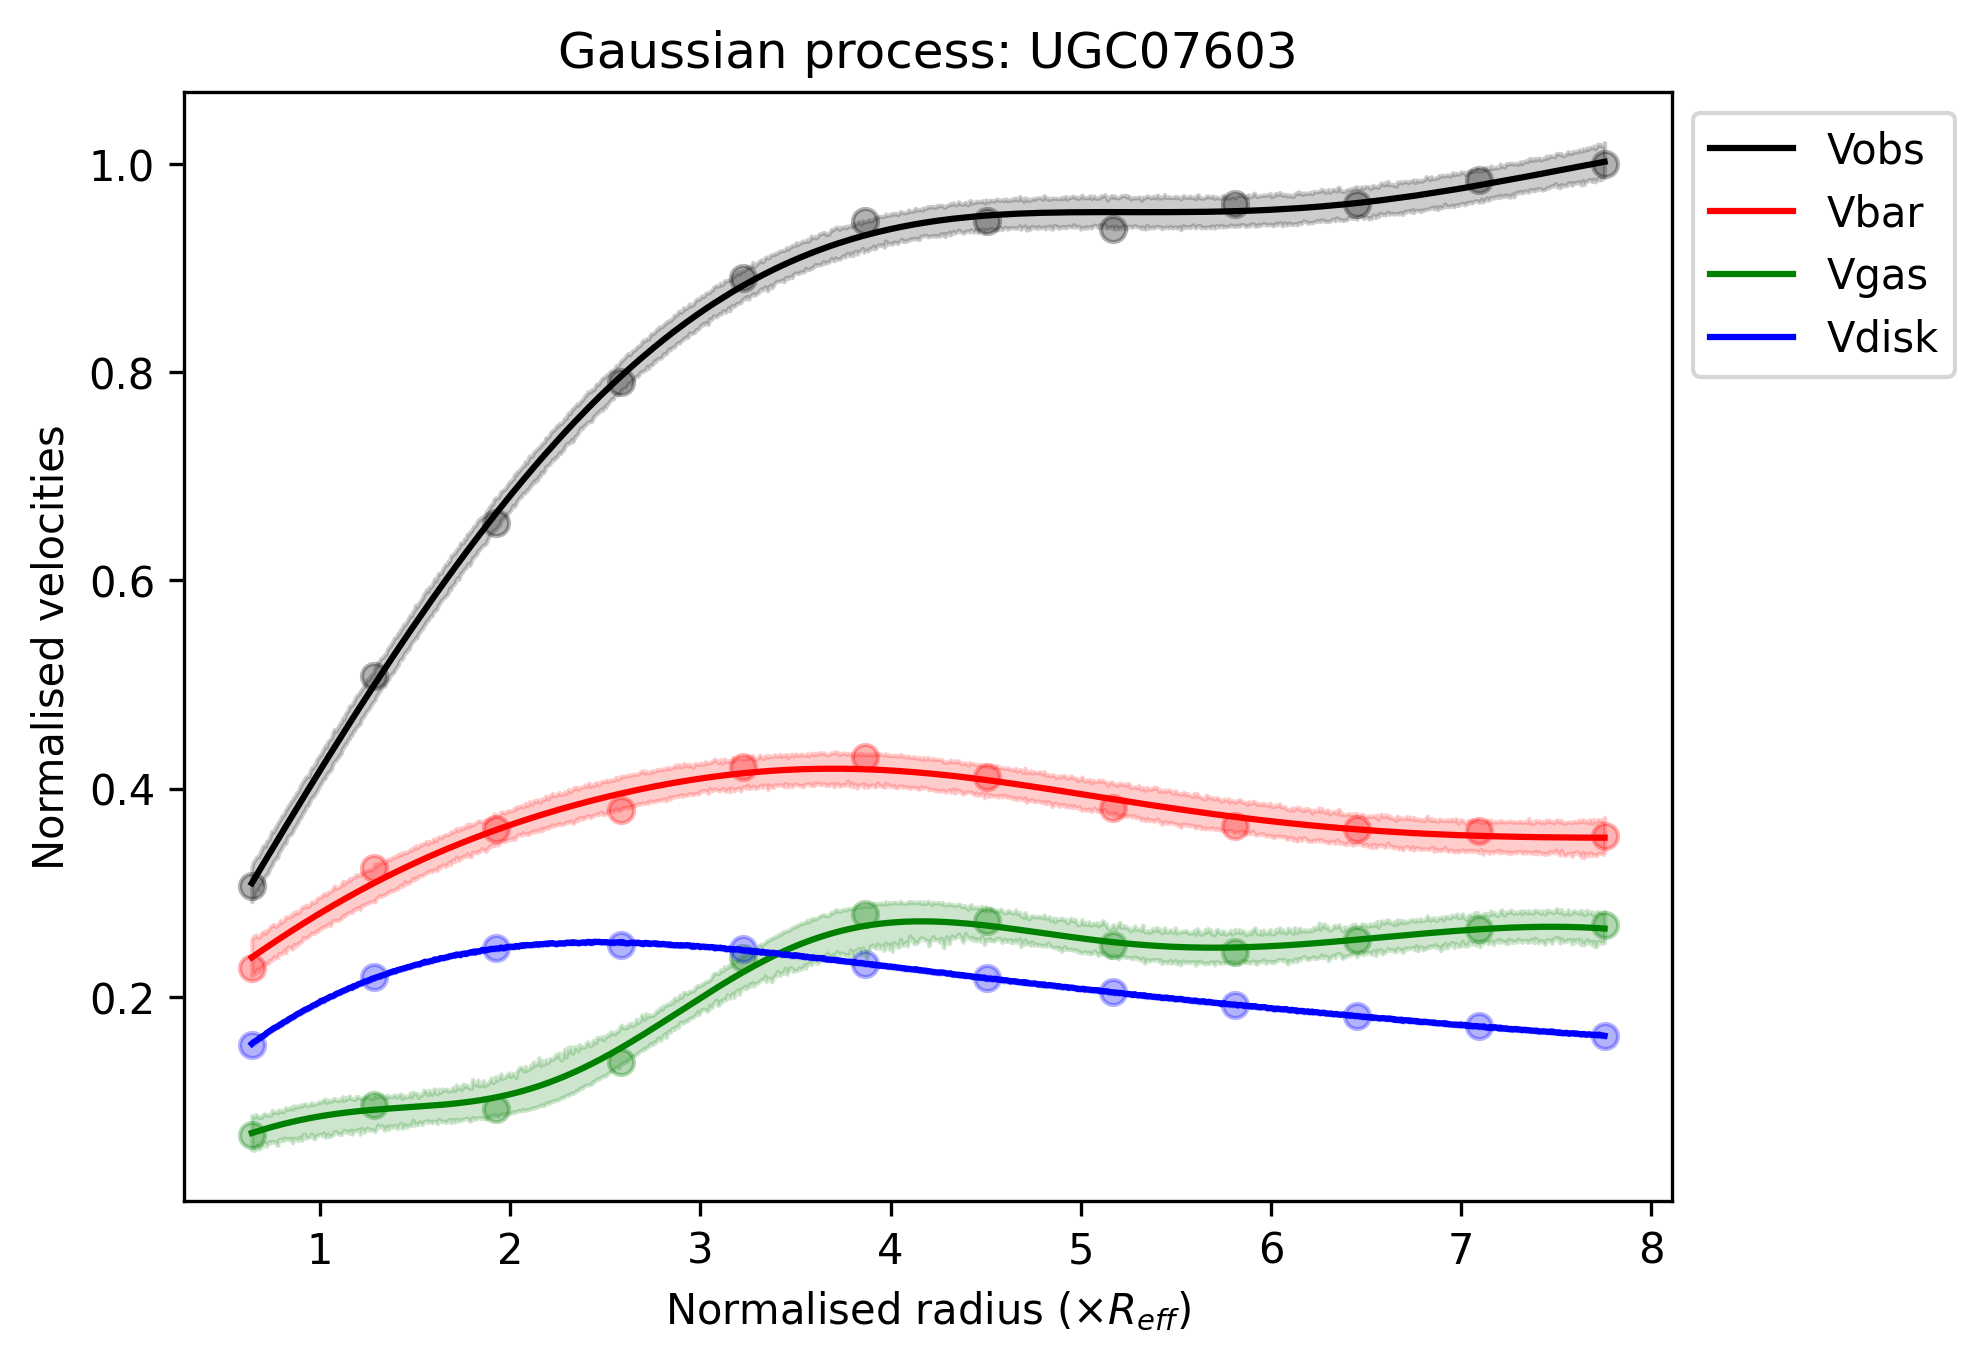 Gaussian process: UGC07603
Vobs
Vbar
Vgas
Vdisk
Normalised velocities
1.0
0.8
0.6
0.4
0.2
1 2 3 4 5 6 7 8
Normalised radius (×R_eff)